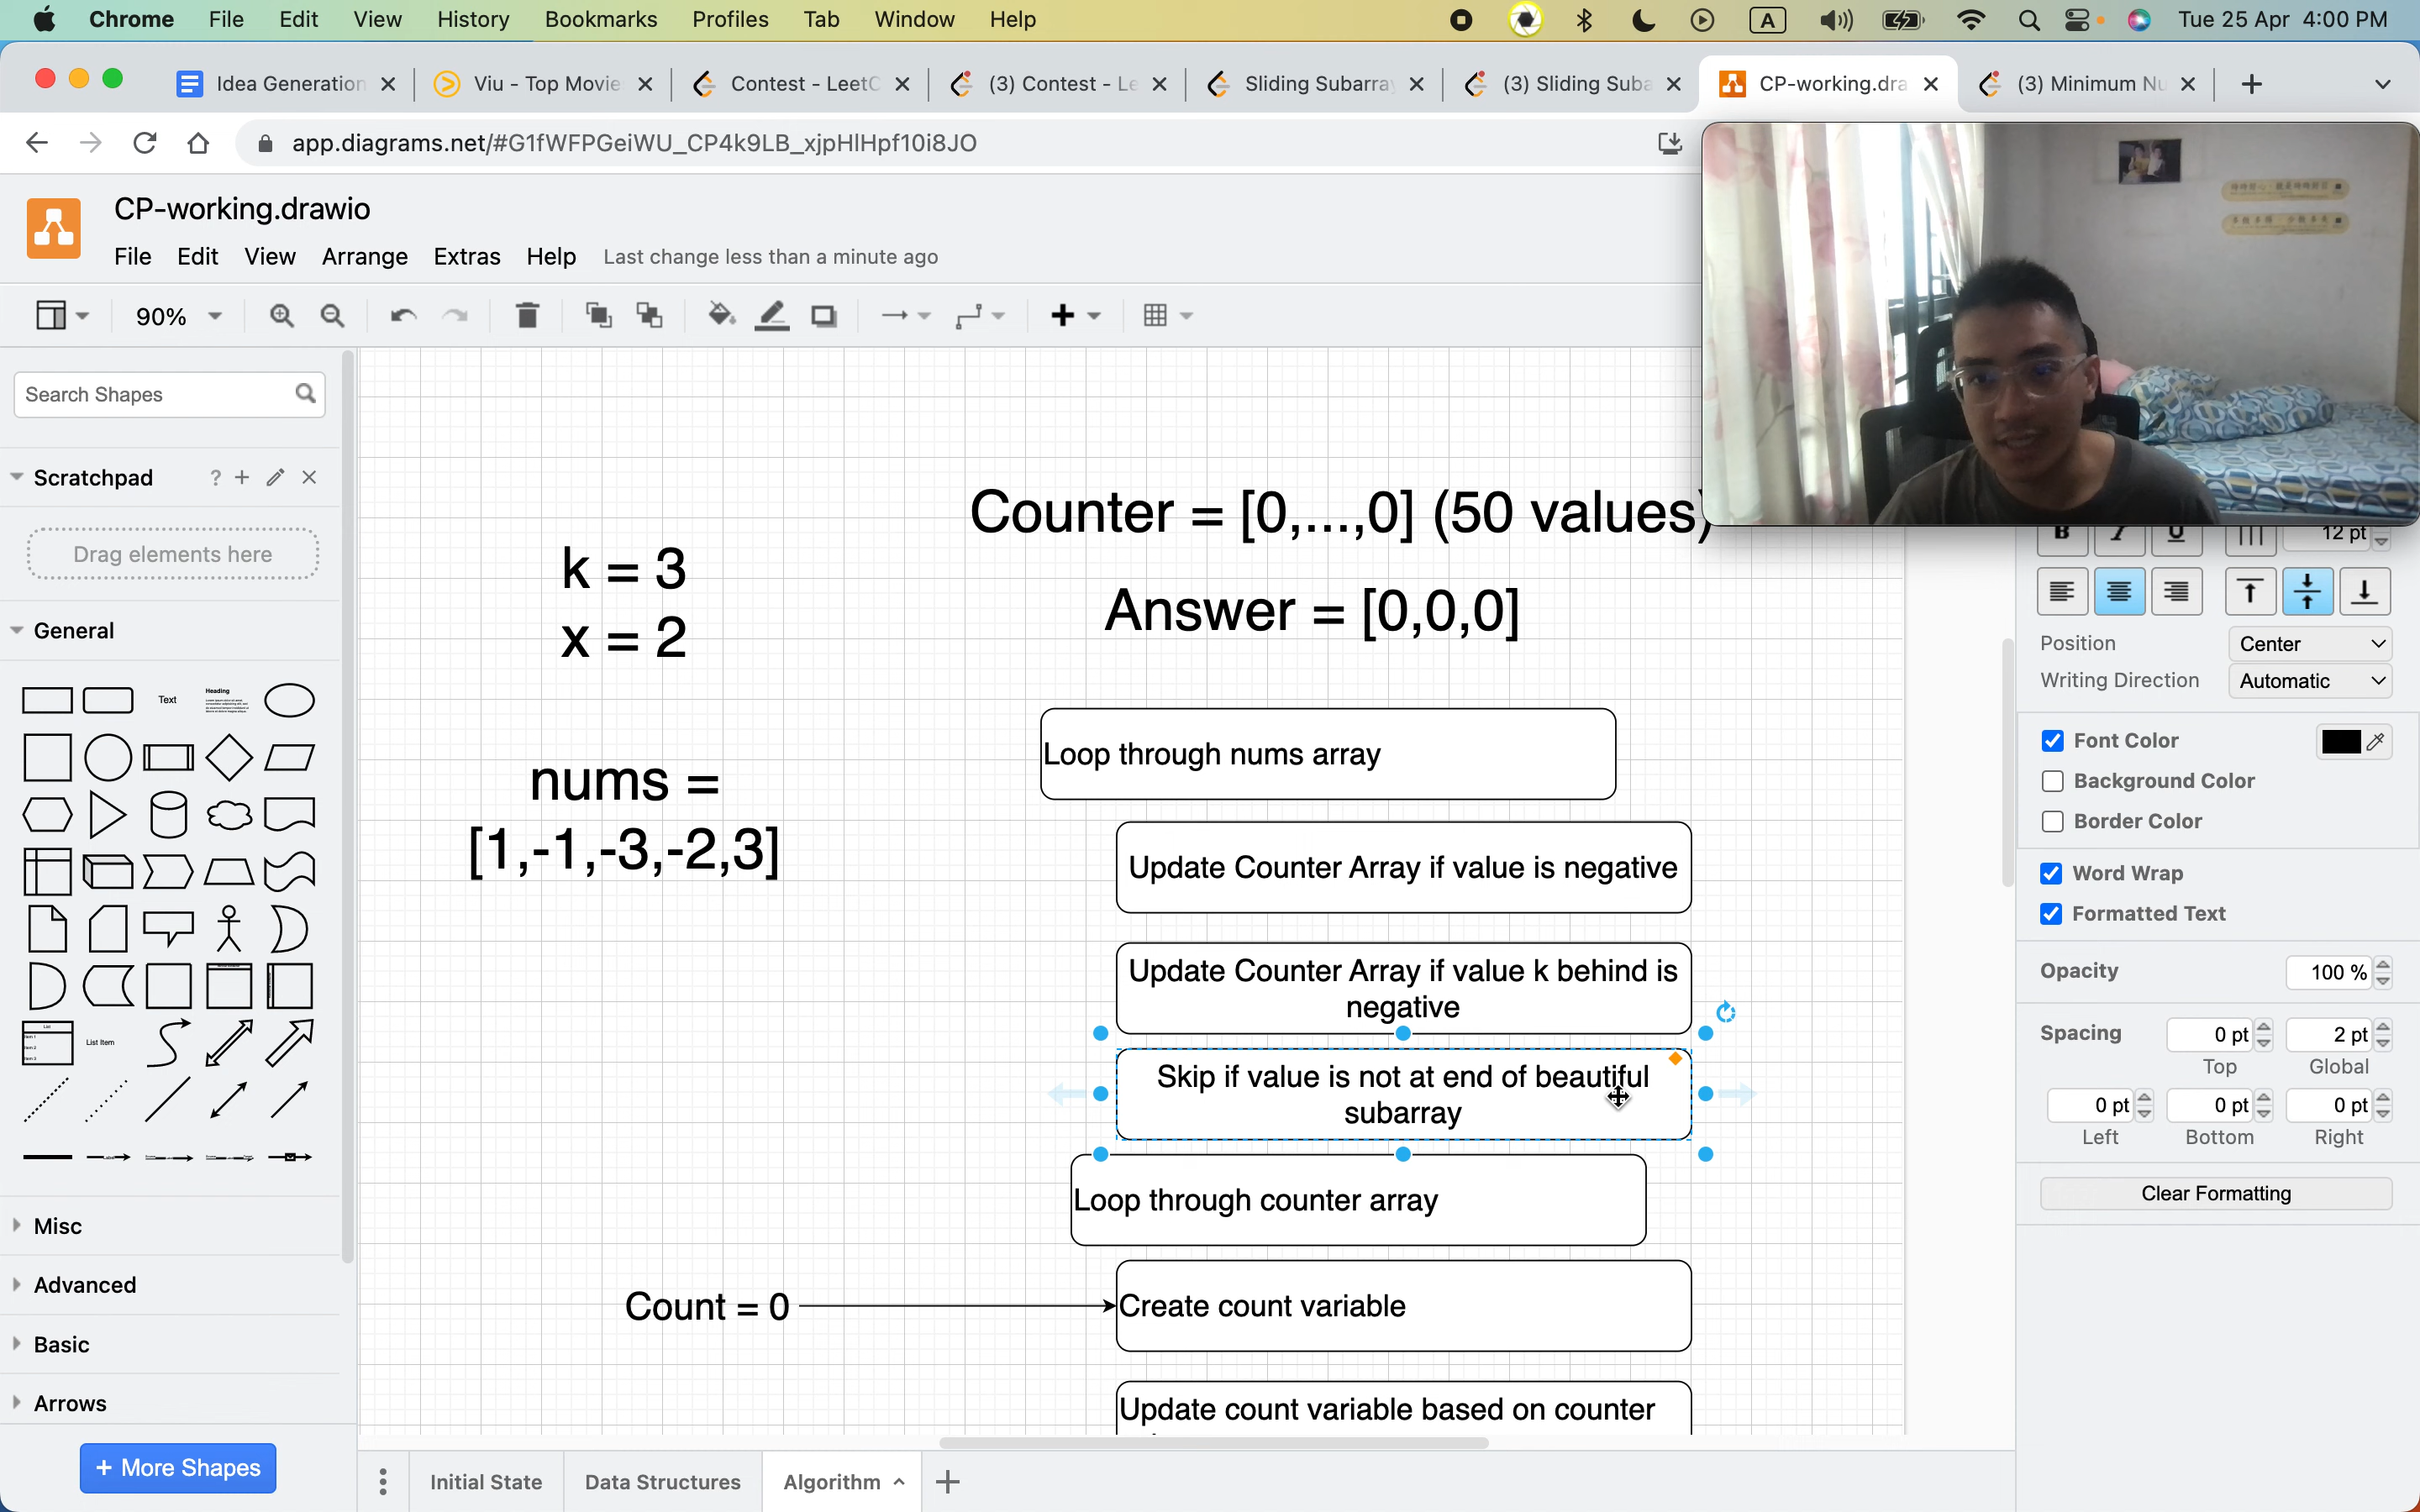 Chrome File Edit View History Bookmarks Profiles Tab Window Help A Tue 25 Apr 4:00 PM
Idea Generation Viu - Top Movie Contest - LeetC (3) Contest - Le Sliding Subarra (3) Sliding Suba CP-working.dra (3) Minimum Nu
app.diagrams.net/#G1fWFPGeiWU_CP4k9LB_xjpHlHpf10i8JO
CP-working.drawio
File Edit View Arrange Extras Help Last change less than a minute ago
90%
Search Shapes
Scratchpad ? + ×
Drag elements here
General
Text Heading
List Item
Misc
Advanced
Basic
Arrows
+ More Shapes
k = 3
x = 2
nums =
[1,-1,-3,-2,3]
Counter = [0,...,0] (50 values)
Answer = [0,0,0]
Loop through nums array
Update Counter Array if value is negative
Update Counter Array if value k behind is
negative
Skip if value is not at end of beautiful
subarray
Loop through counter array
Count = 0
Create count variable
Update count variable based on counter
B I U 12 pt
Position Center
Writing Direction Automatic
Font Color
Background Color
Border Color
Word Wrap
Formatted Text
Opacity 100 %
Spacing 0 pt 2 pt
Top Global
0 pt 0 pt 0 pt
Left Bottom Right
Clear Formatting
Initial State Data Structures Algorithm